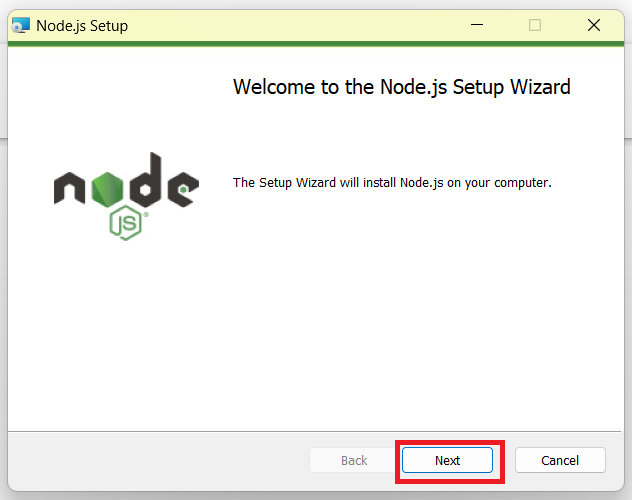 Node.js Setup
Welcome to the Node.js Setup Wizard
node
JS®
The Setup Wizard will install Node.js on your computer.
Back Next Cancel